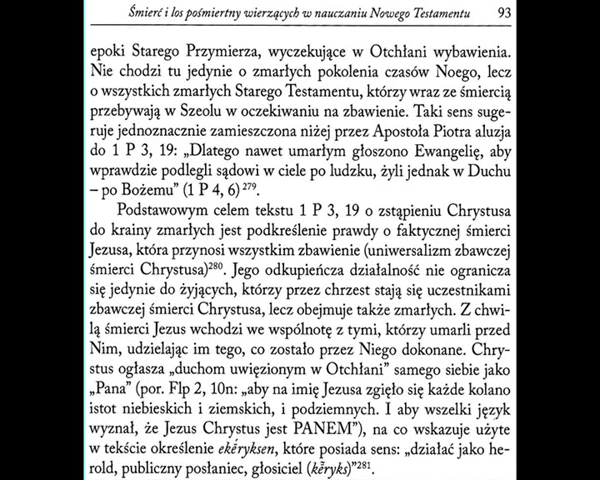 Śmierć i los pośmiertny wierzących w nauczaniu Nowego Testamentu 93
epoki Starego Przymierza, wyczekujące w Otchłani wybawienia.
Nie chodzi tu jedynie o zmarłych pokolenia czasów Noego, lecz
o wszystkich zmarłych Starego Testamentu, którzy wraz ze śmiercią
przebywają w Szeolu w oczekiwaniu na zbawienie. Taki sens suge-
ruje jednoznacznie zamieszczona niżej przez Apostoła Piotra aluzja
do 1 P 3, 19: „Dlatego nawet umarłym głoszono Ewangelię, aby
wprawdzie podlegli sądowi w ciele po ludzku, żyli jednak w Duchu
– po Bożemu” (1 P 4, 6)²⁷⁹.
Podstawowym celem tekstu 1 P 3, 19 o zstąpieniu Chrystusa
do krainy zmarłych jest podkreślenie prawdy o faktycznej śmierci
Jezusa, która przynosi wszystkim zbawienie (uniwersalizm zbawczej
śmierci Chrystusa)²⁸⁰. Jego odkupieńcza działalność nie ogranicza
się jedynie do żyjących, którzy przez chrzest stają się uczestnikami
zbawczej śmierci Chrystusa, lecz obejmuje także zmarłych. Z chwi-
lą śmierci Jezus wchodzi we wspólnotę z tymi, którzy umarli przed
Nim, udzielając im tego, co zostało przez Niego dokonane. Chry-
stus ogłasza „duchom uwięzionym w Otchłani” samego siebie jako
„Pana” (por. Flp 2, 10n: „aby na imię Jezusa zgięło się każde kolano
istot niebieskich i ziemskich, i podziemnych. I aby wszelki język
wyznał, że Jezus Chrystus jest PANEM”), na co wskazuje użyte
w tekście określenie ekēryksen, które posiada sens: „działać jako he-
rold, publiczny posłaniec, głosiciel (kēryks)”²⁸¹.